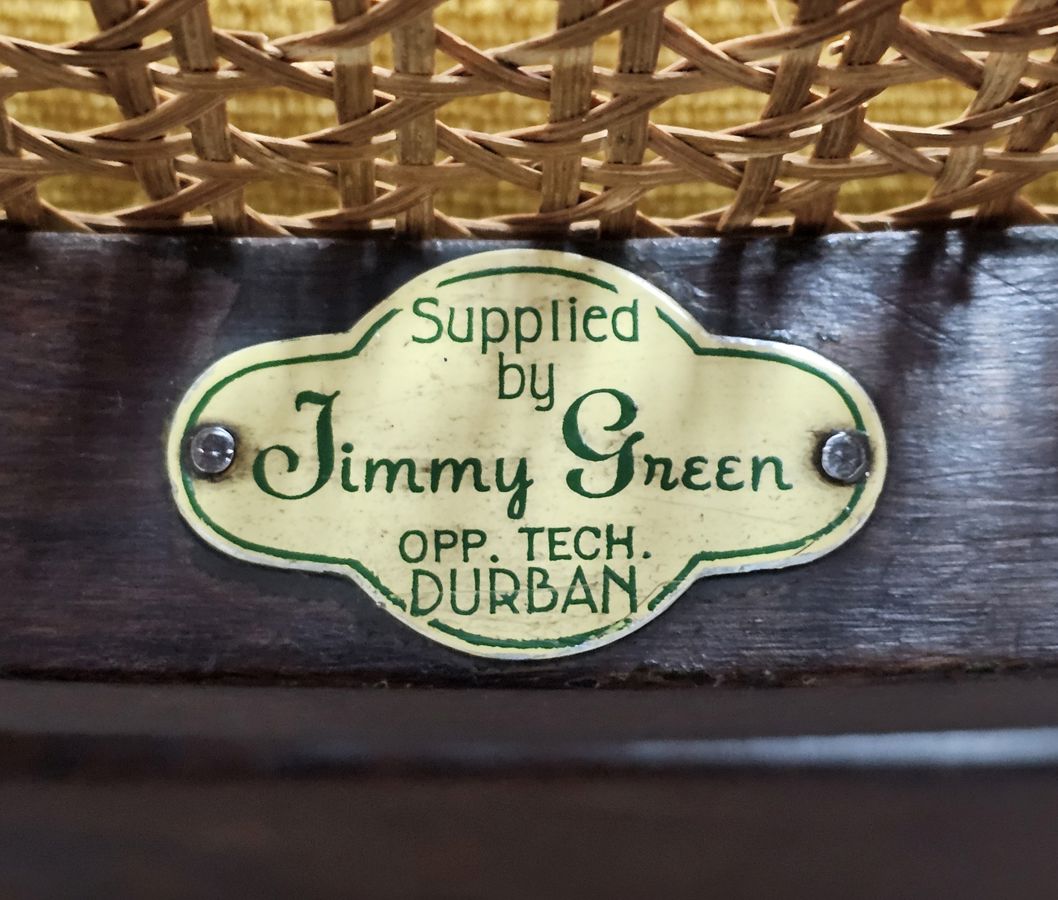 Supplied
by
Jimmy Green
OPP. TECH.
DURBAN